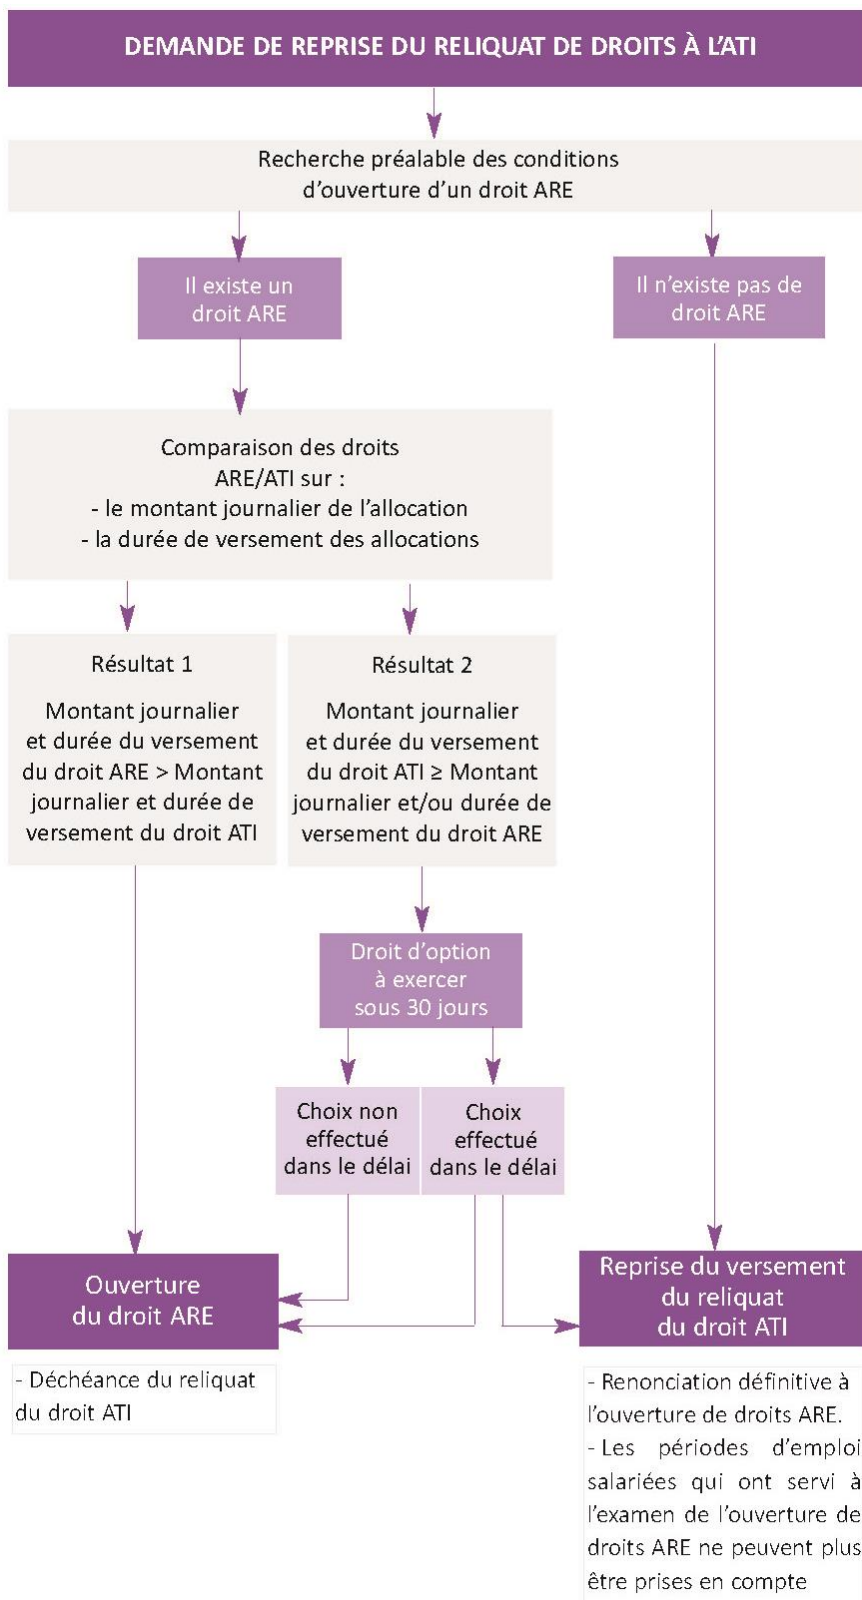 DEMANDE DE REPRISE DU RELIQUAT DE DROITS À L’ATI
Recherche préalable des conditions
d’ouverture d’un droit ARE
Il existe un
droit ARE
Il n’existe pas de
droit ARE
Comparaison des droits
ARE/ATI sur :
- le montant journalier de l’allocation
- la durée de versement des allocations
Résultat 1
Montant journalier
et durée du versement
du droit ARE > Montant
journalier et durée de
versement du droit ATI
Résultat 2
Montant journalier
et durée du versement
du droit ATI ≥ Montant
journalier et/ou durée de
versement du droit ARE
Droit d’option
à exercer
sous 30 jours
Choix non
effectué
dans le délai
Choix
effectué
dans le délai
Ouverture
du droit ARE
Reprise du versement
du reliquat
du droit ATI
- Déchéance du reliquat
du droit ATI
- Renonciation définitive à
l’ouverture de droits ARE.
- Les périodes d’emploi
salariées qui ont servi à
l’examen de l’ouverture de
droits ARE ne peuvent plus
être prises en compte